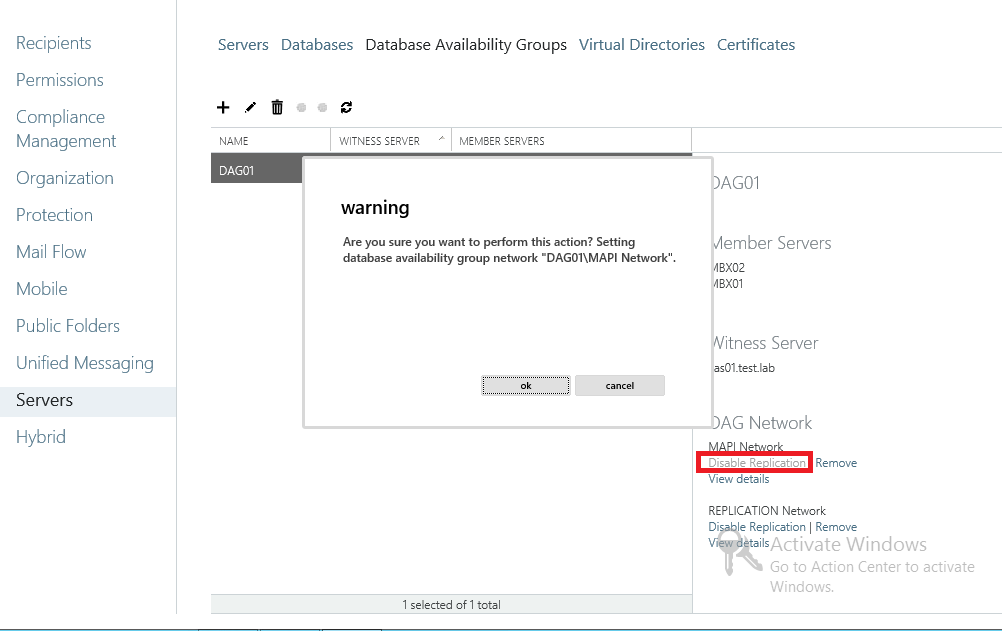 Recipients
Permissions
Compliance
Management
Organization
Protection
Mail Flow
Mobile
Public Folders
Unified Messaging
Servers
Hybrid
Servers Databases Database Availability Groups Virtual Directories Certificates
NAME WITNESS SERVER MEMBER SERVERS
DAG01
warning
Are you sure you want to perform this action? Setting
database availability group network "DAG01\MAPI Network".
ok cancel
1 selected of 1 total
DAG01
Member Servers
MBX02
MBX01
Witness Server
as01.test.lab
DAG Network
MAPI Network
Disable Replication Remove
View details
REPLICATION Network
Disable Replication | Remove
View details
Activate Windows
Go to Action Center to activate
Windows.